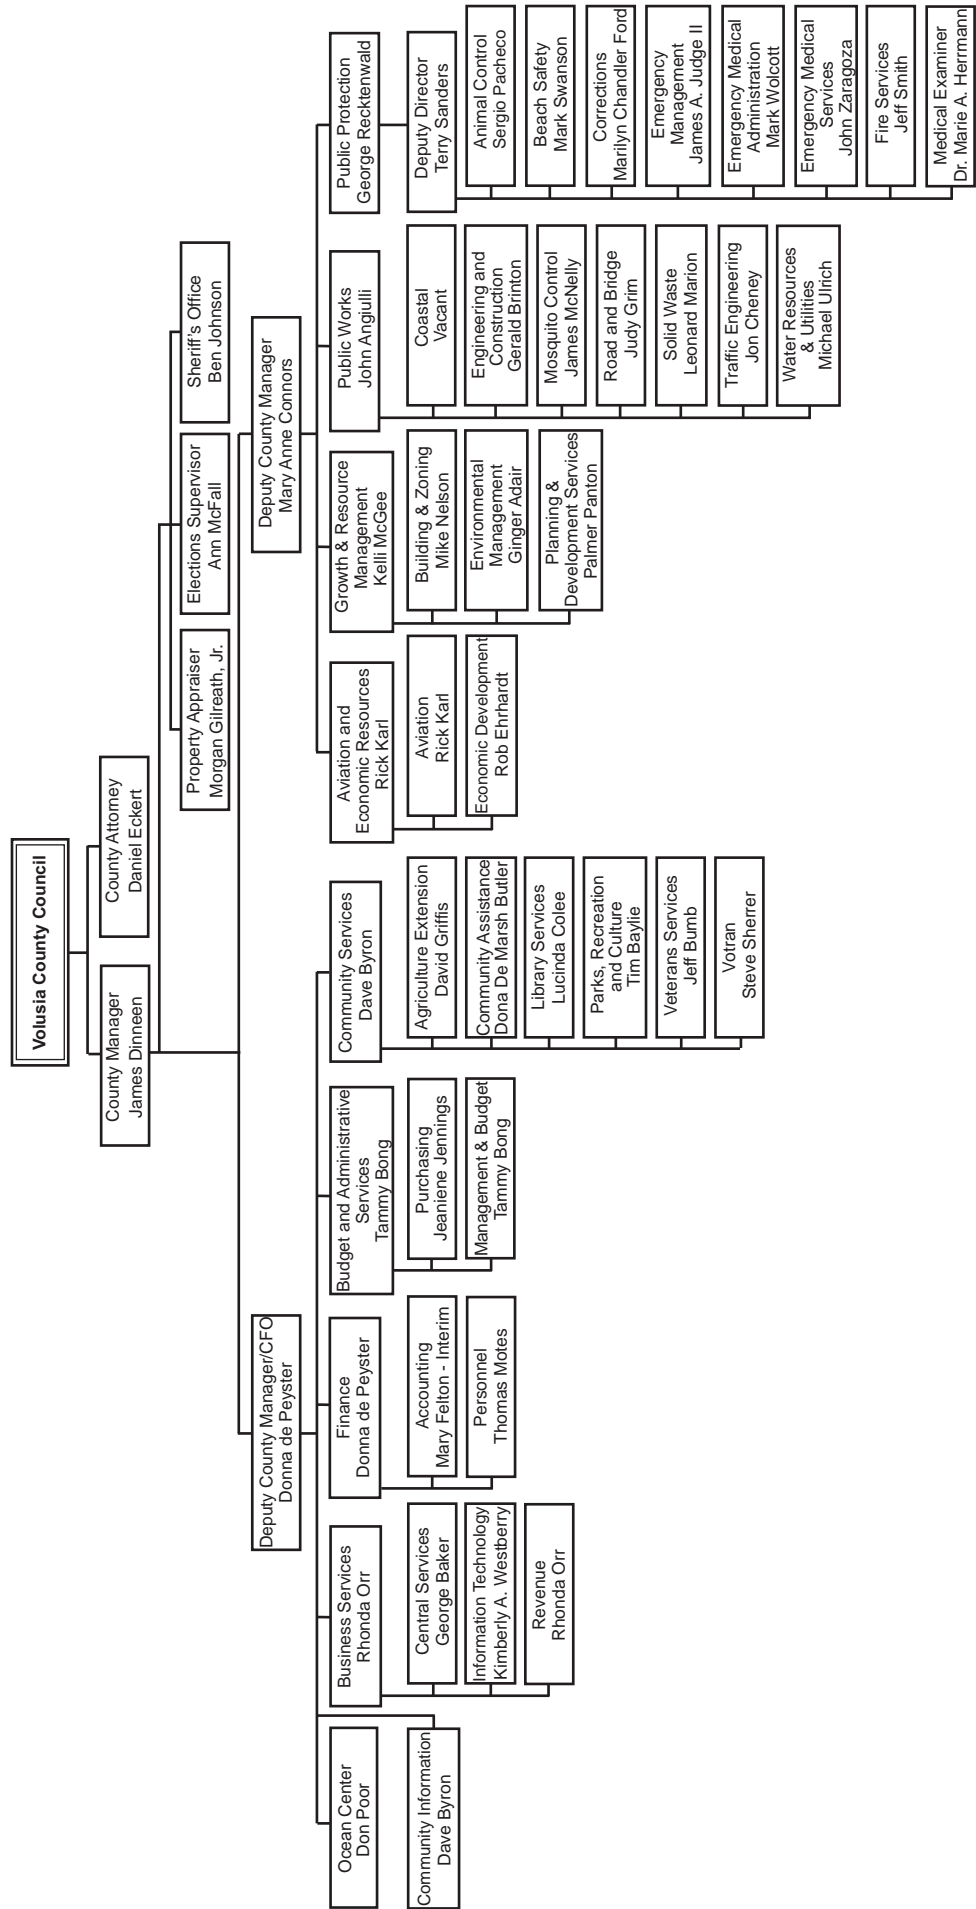 Volusia County Council
County Manager
James Dinneen
County Attorney
Daniel Eckert
Property Appraiser
Morgan Gilreath, Jr.
Elections Supervisor
Ann McFall
Sheriff's Office
Ben Johnson
Deputy County Manager/CFO
Donna de Peyster
Deputy County Manager
Mary Anne Connors
Ocean Center
Don Poor
Community Information
Dave Byron
Business Services
Rhonda Orr
Central Services
George Baker
Information Technology
Kimberly A. Westberry
Revenue
Rhonda Orr
Finance
Donna de Peyster
Accounting
Mary Felton - Interim
Personnel
Thomas Motes
Budget and Administrative
Services
Tammy Bong
Purchasing
Jeaniene Jennings
Management & Budget
Tammy Bong
Community Services
Dave Byron
Agriculture Extension
David Griffis
Community Assistance
Dona De Marsh Butler
Library Services
Lucinda Colee
Parks, Recreation
and Culture
Tim Baylie
Veterans Services
Jeff Bumb
Votran
Steve Sherrer
Aviation and
Economic Resources
Rick Karl
Aviation
Rick Karl
Economic Development
Rob Ehrhardt
Growth & Resource
Management
Kelli McGee
Building & Zoning
Mike Nelson
Environmental
Management
Ginger Adair
Planning &
Development Services
Palmer Panton
Public Works
John Angiulli
Coastal
Vacant
Engineering and
Construction
Gerald Brinton
Mosquito Control
James McNelly
Road and Bridge
Judy Grim
Solid Waste
Leonard Marion
Traffic Engineering
Jon Cheney
Water Resources
& Utilities
Michael Ulrich
Public Protection
George Recktenwald
Deputy Director
Terry Sanders
Animal Control
Sergio Pacheco
Beach Safety
Mark Swanson
Corrections
Marilyn Chandler Ford
Emergency
Management
James A. Judge II
Emergency Medical
Administration
Mark Wolcott
Emergency Medical
Services
John Zaragoza
Fire Services
Jeff Smith
Medical Examiner
Dr. Marie A. Herrmann